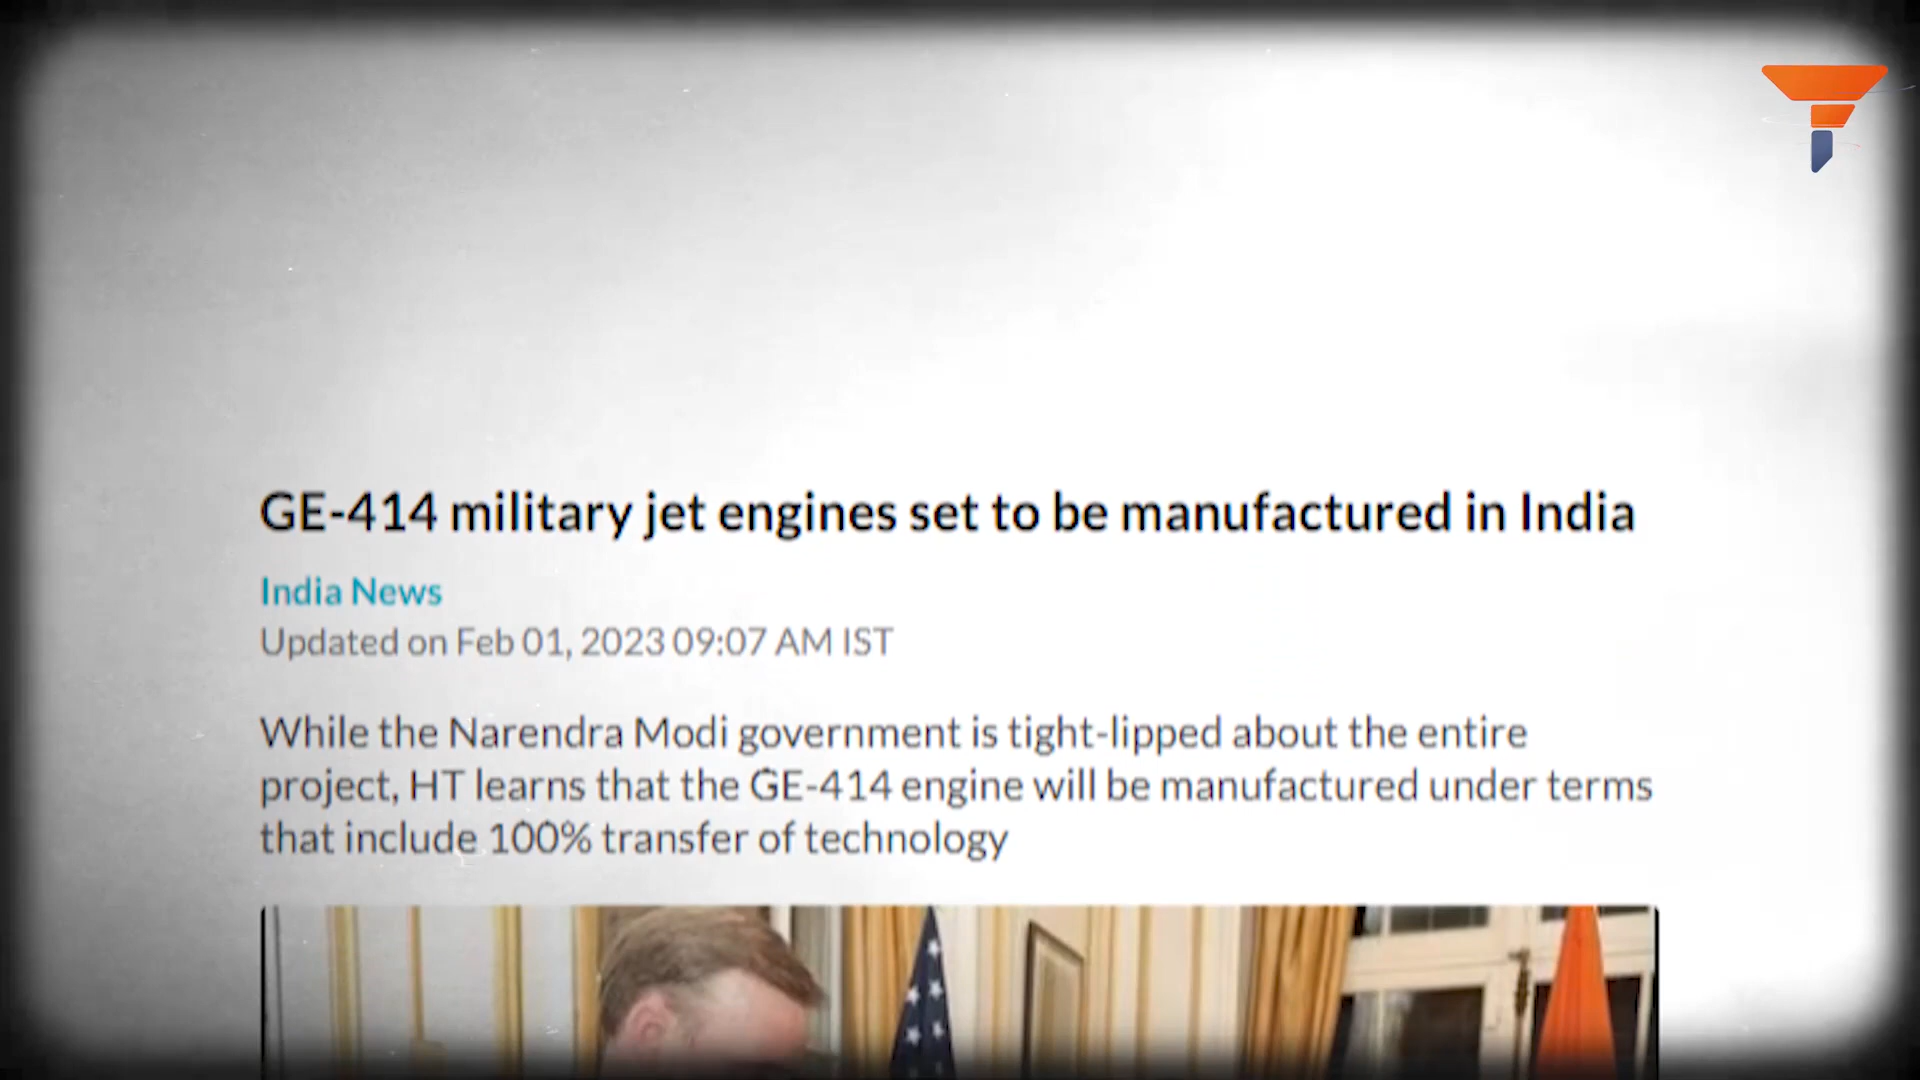 GE-414 military jet engines set to be manufactured in India
India News
Updated on Feb 01, 2023 09:07 AM IST
While the Narendra Modi government is tight-lipped about the entire
project, HT learns that the GE-414 engine will be manufactured under terms
that include 100% transfer of technology